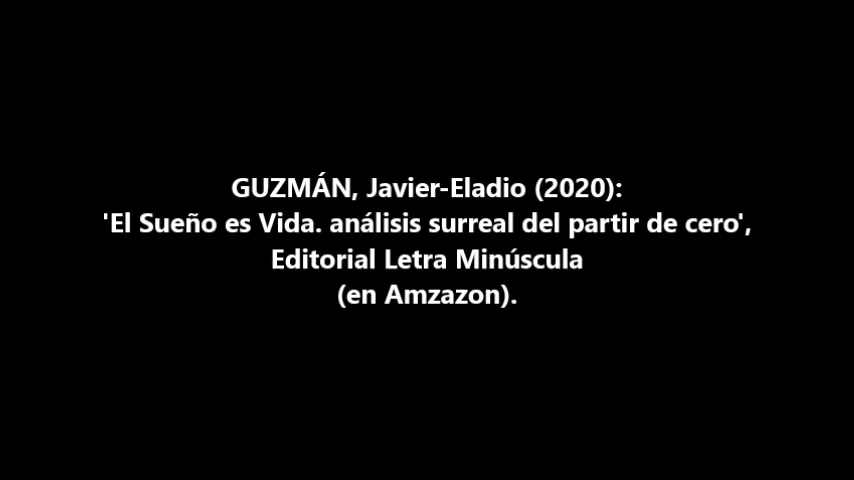 GUZMÁN, Javier-Eladio (2020):
'El Sueño es Vida. análisis surreal del partir de cero',
Editorial Letra Minúscula
(en Amzazon).